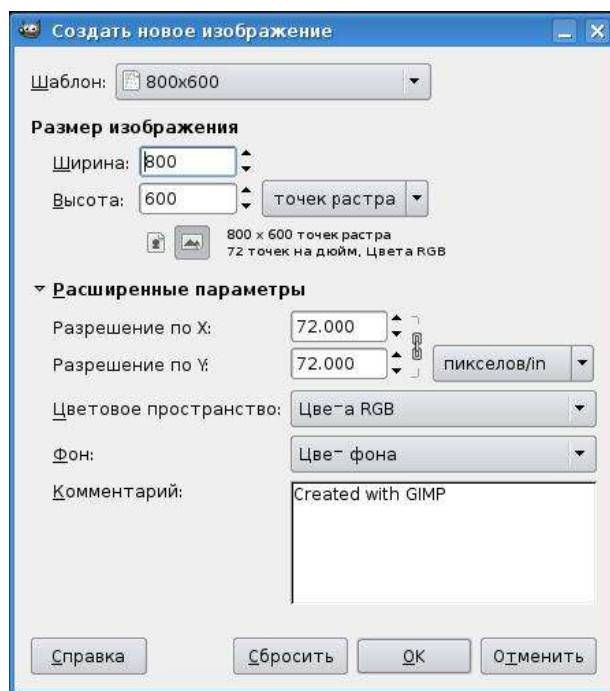 Создать новое изображение
Шаблон: 800x600
Размер изображения
Ширина: 800
Высота: 600 точек растра
800 x 600 точек растра
72 точек на дюйм, Цвета RGB
Расширенные параметры
Разрешение по X: 72.000
Разрешение по Y: 72.000 пикселов/in
Цветовое пространство: Цвета RGB
Фон: Цвет фона
Комментарий: Created with GIMP
Справка Сбросить OK Отменить